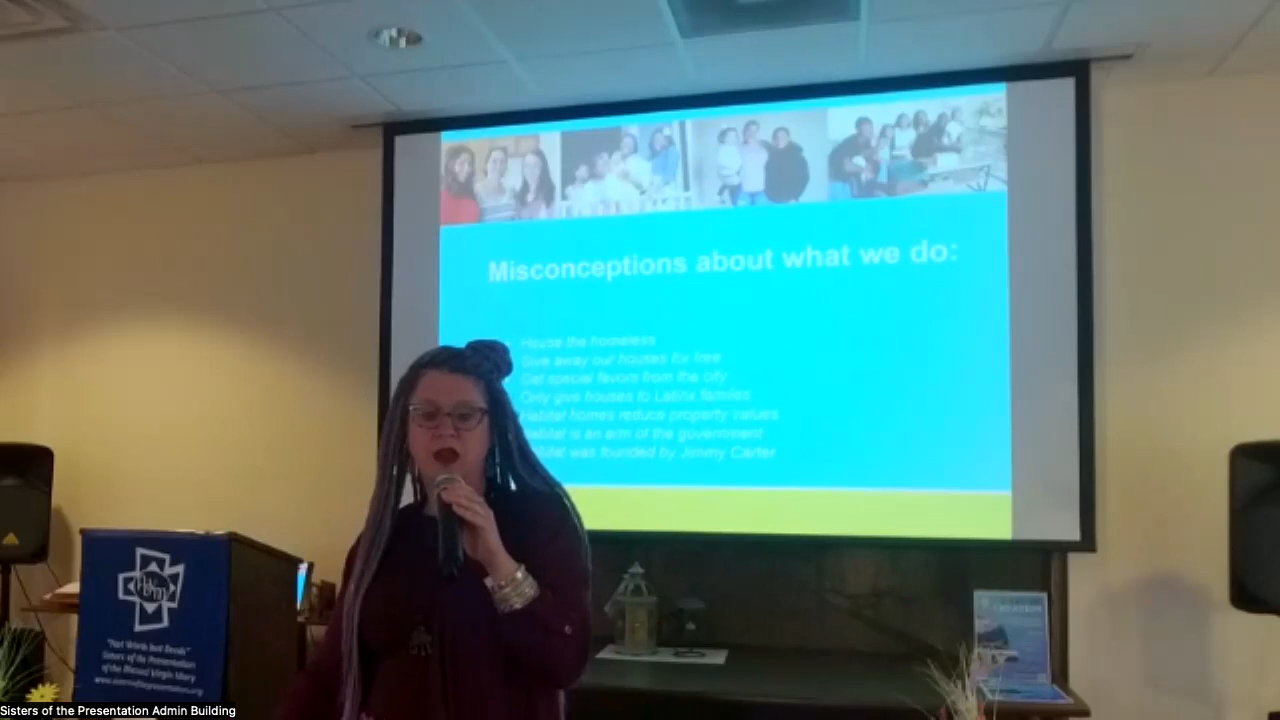 Misconceptions about what we do:
House the homeless
Give away our houses for free
Get special favors from the city
Only give houses to Latinx families
Habitat homes reduce property values
Habitat is an arm of the government
Habitat was founded by Jimmy Carter
"Not Words but Deeds"
Sisters of the Presentation
of the Blessed Virgin Mary
www.sistersofthepresentation.org
Sisters of the Presentation Admin Building